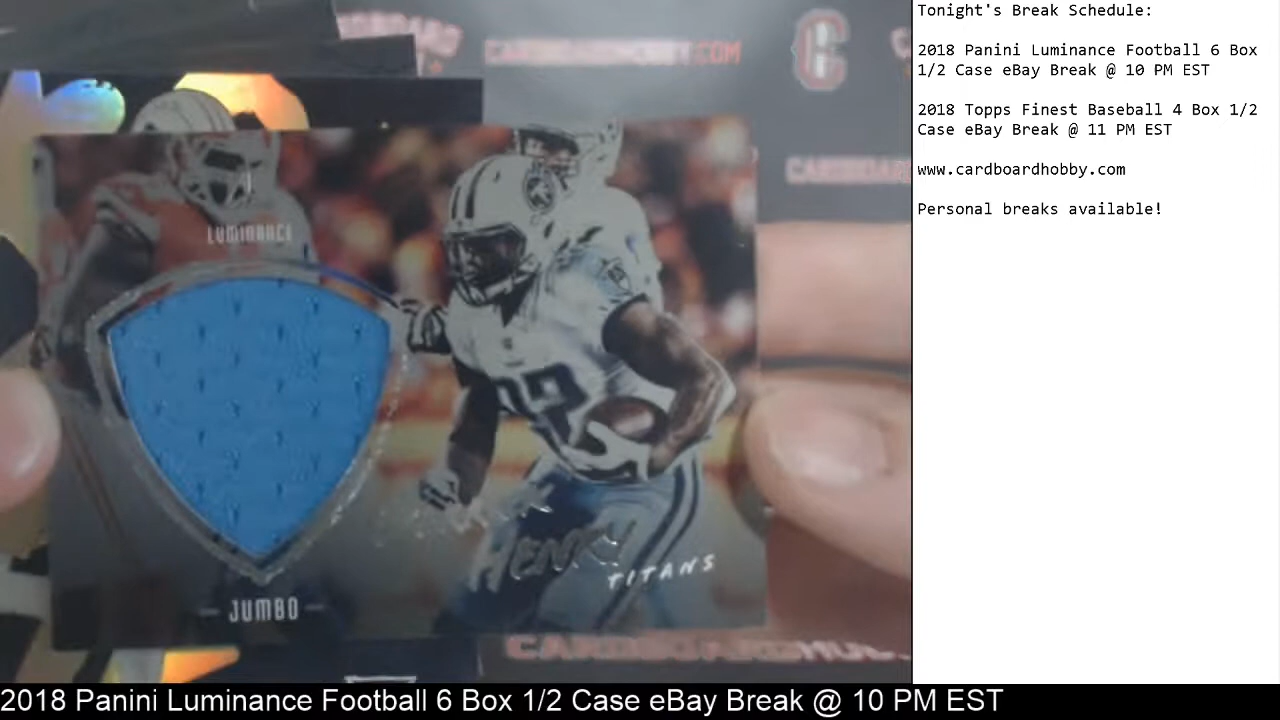 CARDBOARDHOBBY.COM
C
LUMINANCE
HENRY
TITANS
JUMBO
Tonight's Break Schedule:
2018 Panini Luminance Football 6 Box
1/2 Case eBay Break @ 10 PM EST
2018 Topps Finest Baseball 4 Box 1/2
Case eBay Break @ 11 PM EST
www.cardboardhobby.com
Personal breaks available!
2018 Panini Luminance Football 6 Box 1/2 Case eBay Break @ 10 PM EST